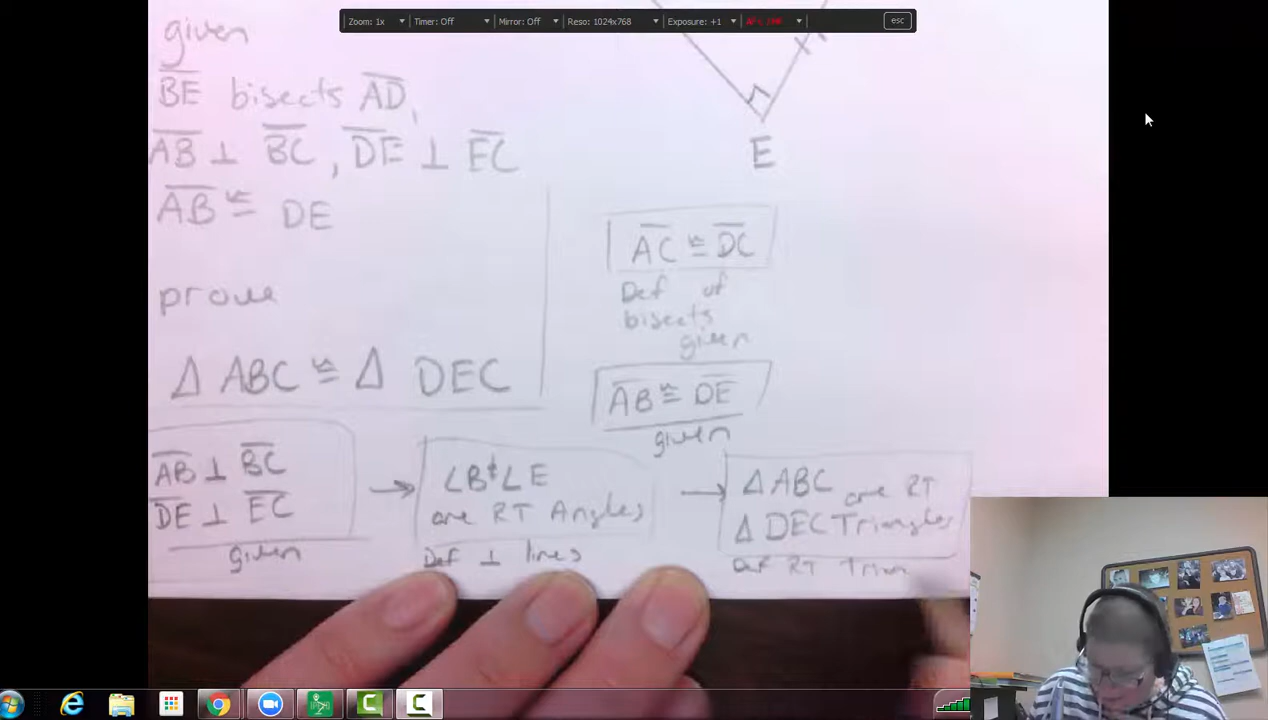 Zoom: 1x Timer: Off Mirror: Off Reso: 1024x768 Exposure: +1 esc
given
BE bisects AD,
AB ⊥ BC, DE ⊥ EC
AB ≅ DE
prove
Δ ABC ≅ Δ DEC
E
AC ≅ DC
Def of
bisects
given
AB ≅ DE
given
AB ⊥ BC
DE ⊥ EC
given
→
∠B & ∠E
are RT Angles
Def ⊥ lines
→
Δ ABC are RT
Δ DEC Triangles
Def RT Trian